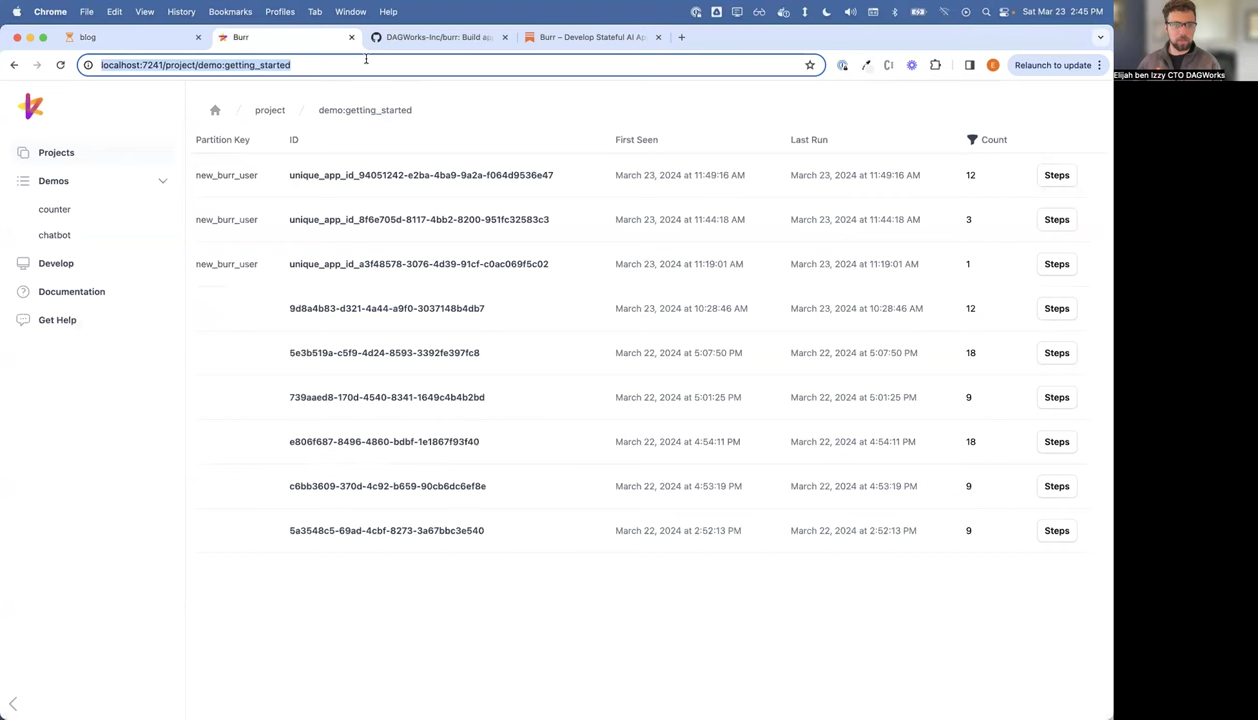 Chrome File Edit View History Bookmarks Profiles Tab Window Help Sat Mar 23 2:45 PM
blog Burr DAGWorks-Inc/burr: Build ap Burr – Develop Stateful AI Ap
localhost:7241/project/demo:getting_started E Relaunch to update
Elijah ben Izzy CTO DAGWorks
project / demo:getting_started
Partition Key ID First Seen Last Run Count
Projects
new_burr_user unique_app_id_94051242-e2ba-4ba9-9a2a-f064d9536e47 March 23, 2024 at 11:49:16 AM March 23, 2024 at 11:49:16 AM 12 Steps
Demos
counter
new_burr_user unique_app_id_8f6e705d-8117-4bb2-8200-951fc32583c3 March 23, 2024 at 11:44:18 AM March 23, 2024 at 11:44:18 AM 3 Steps
chatbot
Develop
new_burr_user unique_app_id_a3f48578-3076-4d39-91cf-c0ac069f5c02 March 23, 2024 at 11:19:01 AM March 23, 2024 at 11:19:01 AM 1 Steps
Documentation
9d8a4b83-d321-4a44-a9f0-3037148b4db7 March 23, 2024 at 10:28:46 AM March 23, 2024 at 10:28:46 AM 12 Steps
Get Help
5e3b519a-c5f9-4d24-8593-3392fe397fc8 March 22, 2024 at 5:07:50 PM March 22, 2024 at 5:07:50 PM 18 Steps
739aaed8-170d-4540-8341-1649c4b4b2bd March 22, 2024 at 5:01:25 PM March 22, 2024 at 5:01:25 PM 9 Steps
e806f687-8496-4860-bdbf-1e1867f93f40 March 22, 2024 at 4:54:11 PM March 22, 2024 at 4:54:11 PM 18 Steps
c6bb3609-370d-4c92-b659-90cb6dc6ef8e March 22, 2024 at 4:53:19 PM March 22, 2024 at 4:53:19 PM 9 Steps
5a3548c5-69ad-4cbf-8273-3a67bbc3e540 March 22, 2024 at 2:52:13 PM March 22, 2024 at 2:52:13 PM 9 Steps